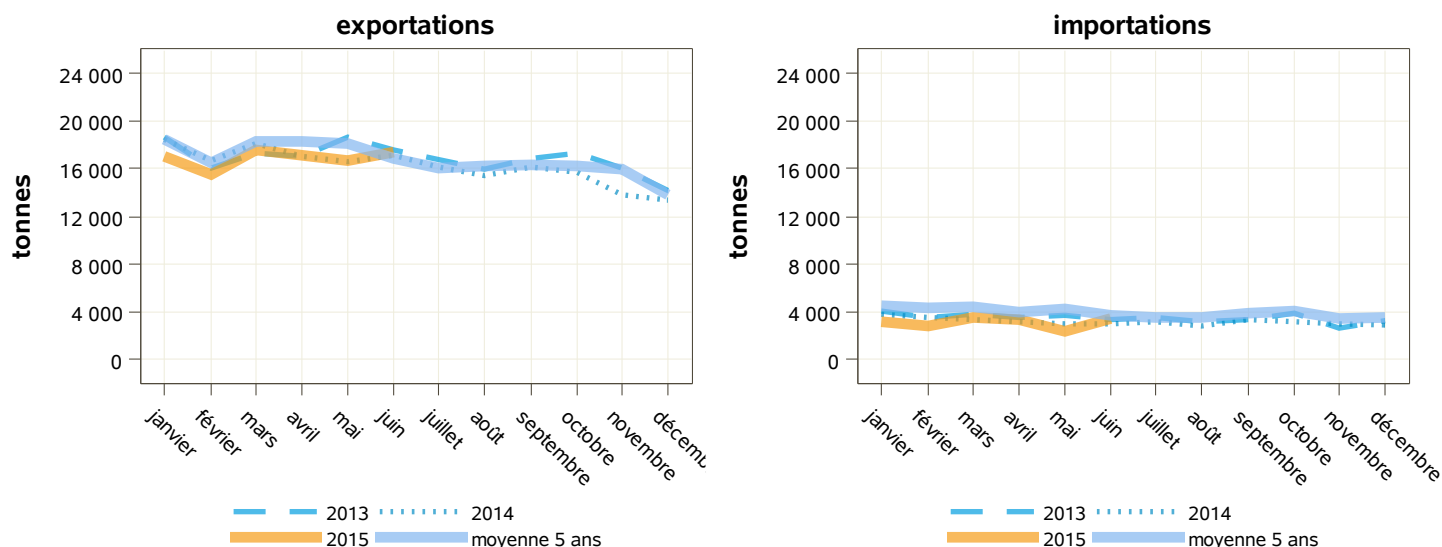 exportations
24 000
20 000
16 000
12 000
8 000
4 000
0
tonnes
janvier
février
mars
avril
mai
juin
juillet
août
septembre
octobre
novembre
décemb
2013 2014
2015 moyenne 5 ans
importations
24 000
20 000
16 000
12 000
8 000
4 000
0
tonnes
janvier
février
mars
avril
mai
juin
juillet
août
septembre
octobre
novembre
décembre
2013 2014
2015 moyenne 5 ans